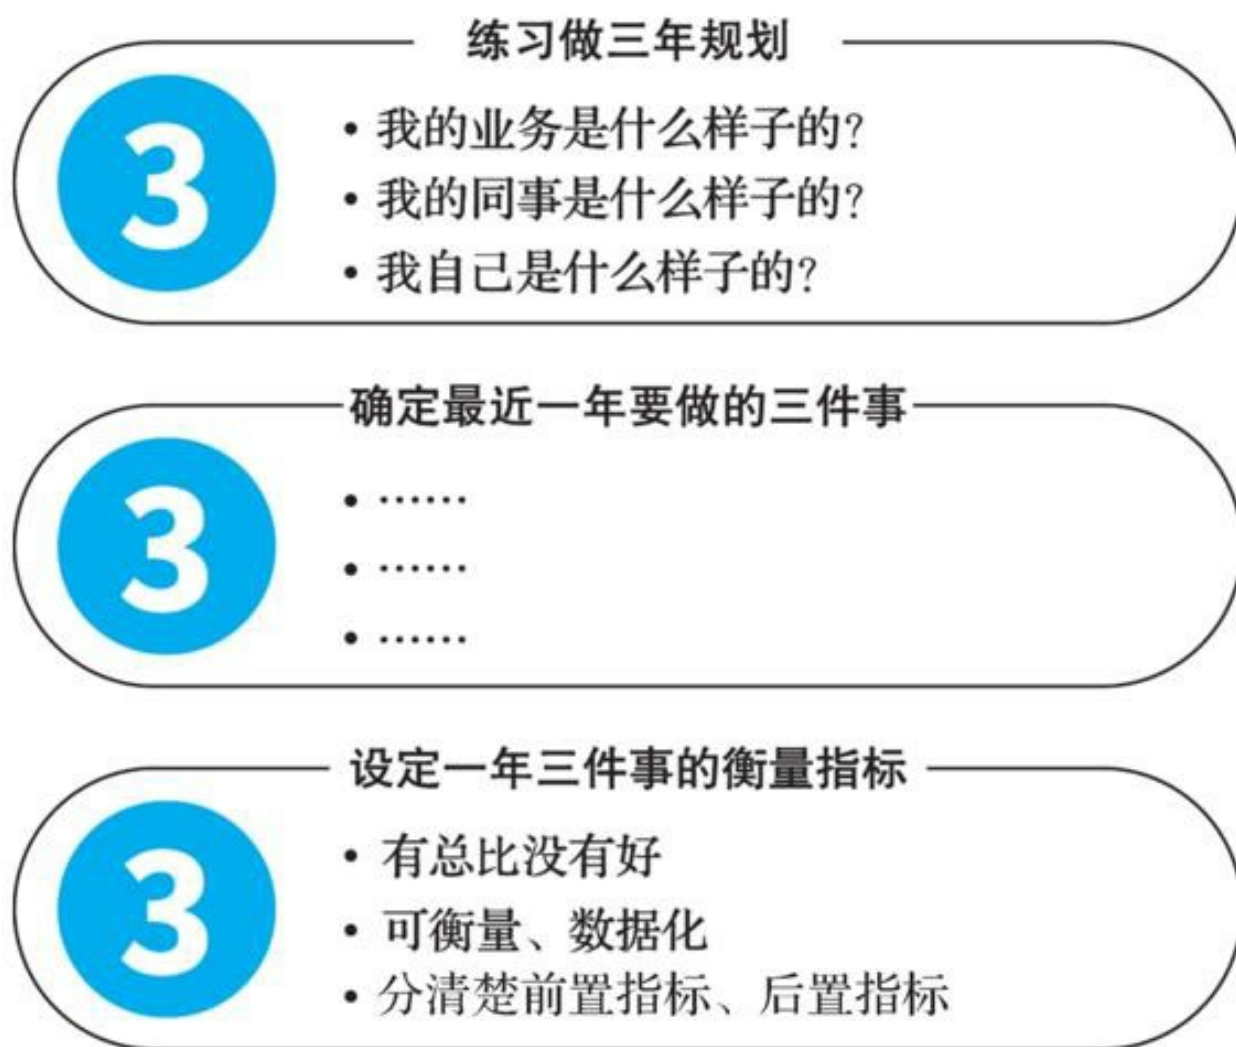 练习做三年规划
3
• 我的业务是什么样子的？
• 我的同事是什么样子的？
• 我自己是什么样子的？
确定最近一年要做的三件事
3
• ……
• ……
• ……
设定一年三件事的衡量指标
3
• 有总比没有好
• 可衡量、数据化
• 分清楚前置指标、后置指标